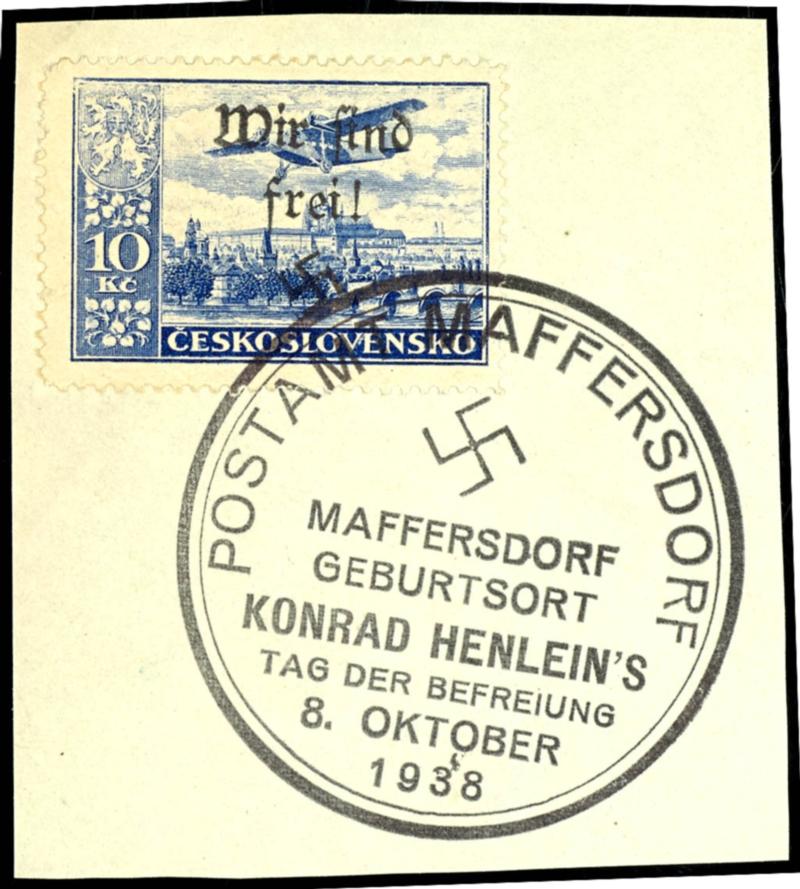 Wir sind
frei!
10
Kč
ČESKOSLOVENSKO
POSTAMT MAFFERSDORF
MAFFERSDORF
GEBURTSORT
KONRAD HENLEIN'S
TAG DER BEFREIUNG
8. OKTOBER
1938